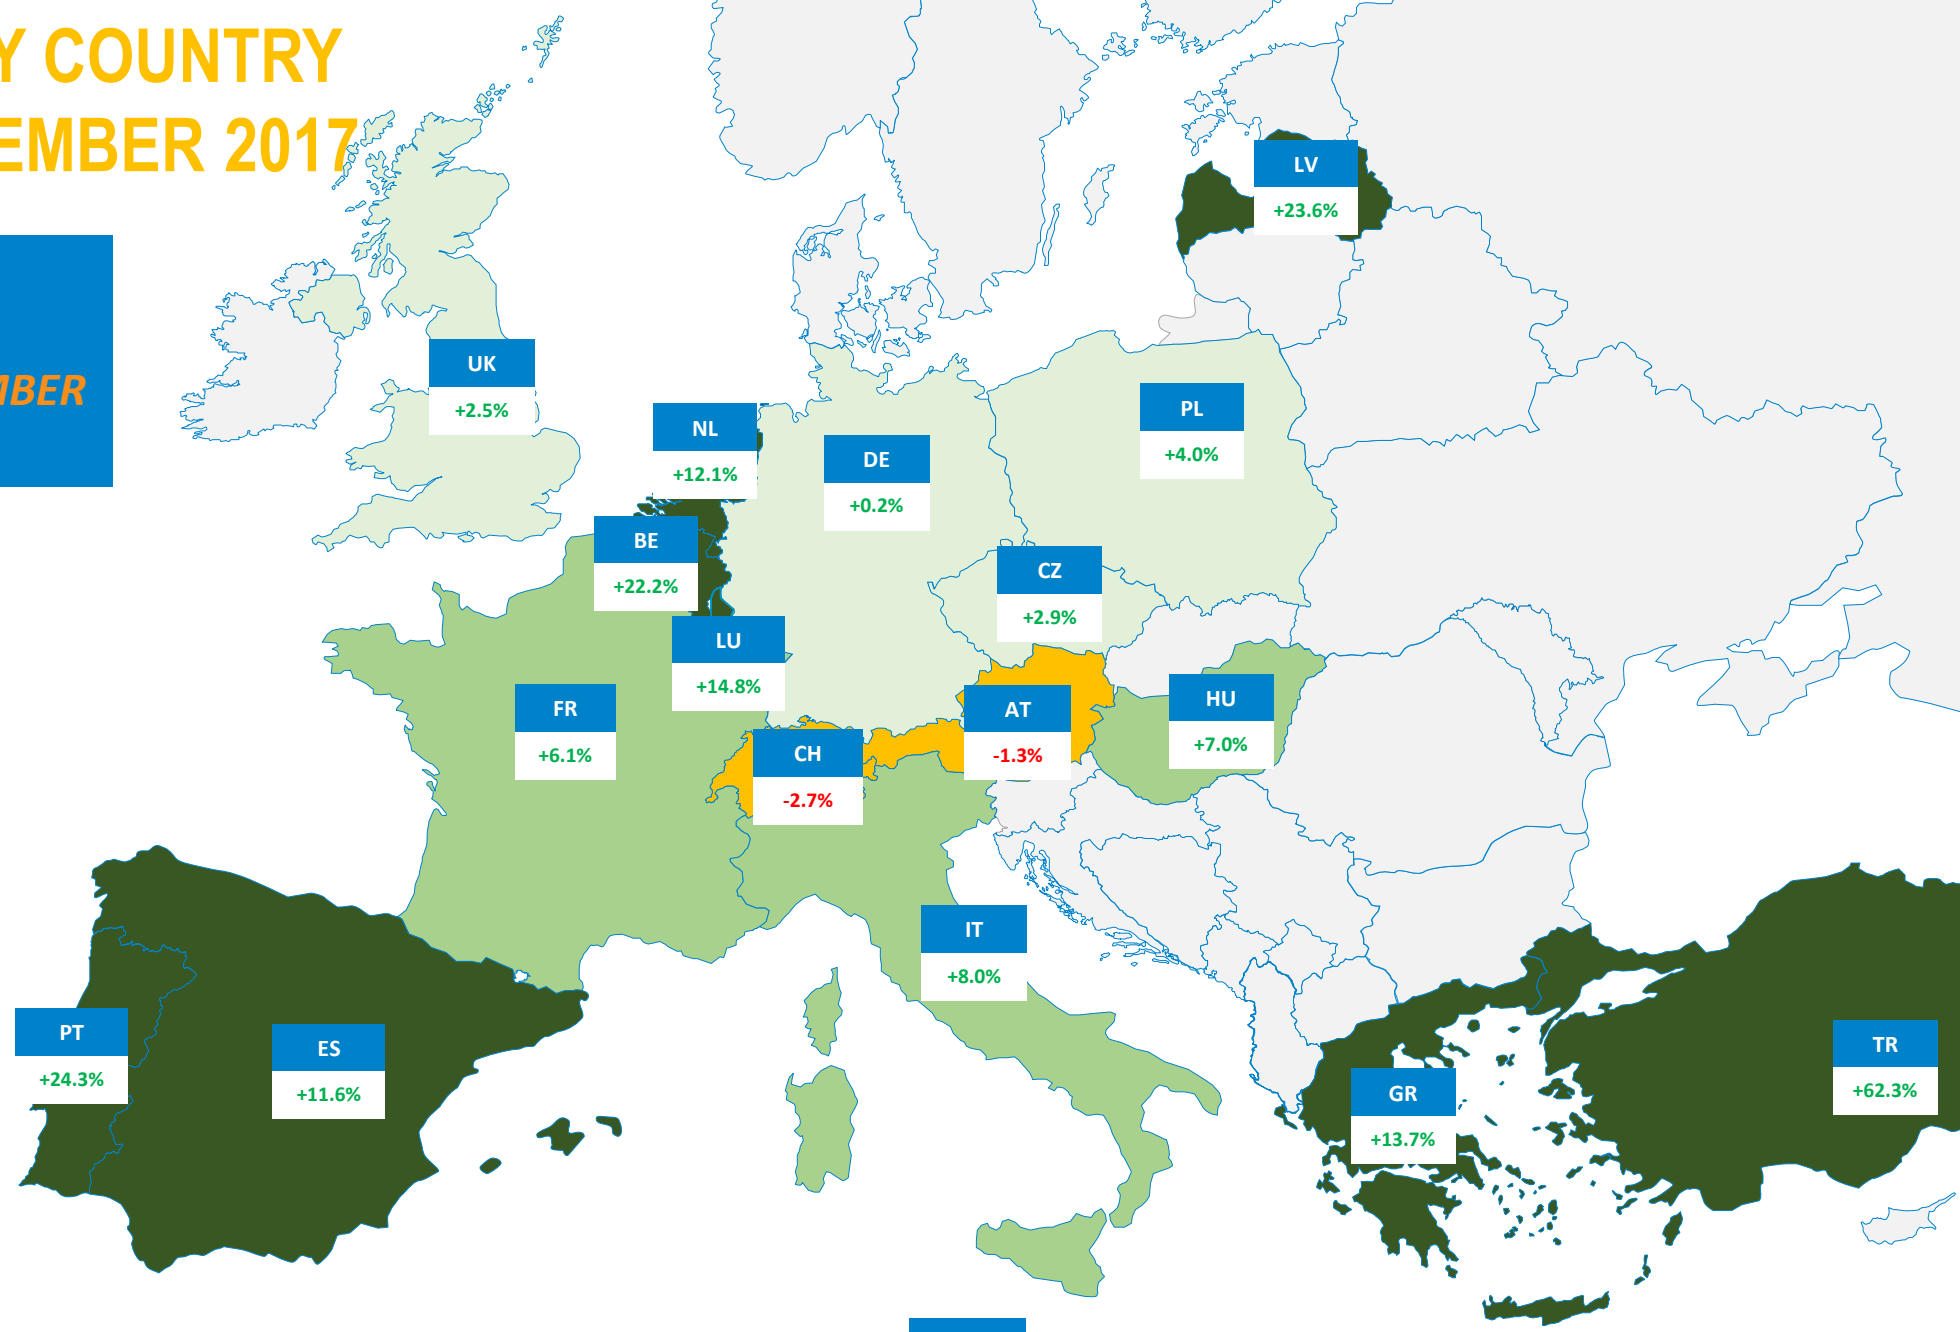 Y COUNTRY
EMBER 2017
MBER
LV
+23.6%
UK
+2.5%
PL
+4.0%
NL
+12.1%
DE
+0.2%
BE
+22.2%
CZ
+2.9%
LU
+14.8%
FR
+6.1%
AT
-1.3%
HU
+7.0%
CH
-2.7%
IT
+8.0%
PT
+24.3%
ES
+11.6%
TR
+62.3%
GR
+13.7%